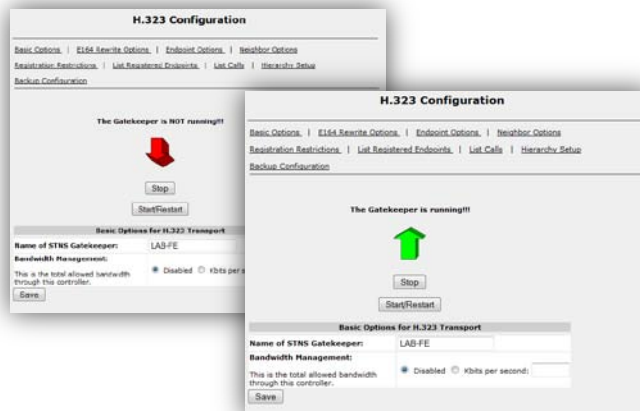 H.323 Configuration
Basic Options | E164 Rewrite Options | Endpoint Options | Neighbor Options
Registration Restrictions | List Registered Endpoints | List Calls | Hierarchy Setup
Backup Configuration
The Gatekeeper is NOT running!!!
Stop
Start/Restart
Basic Options for H.323 Transport
Name of STNS Gatekeeper: LAB-FE
Bandwidth Management:
This is the total allowed bandwidth
through this controller.
Disabled Kbits per s
Save
H.323 Configuration
Basic Options | E164 Rewrite Options | Endpoint Options | Neighbor Options
Registration Restrictions | List Registered Endpoints | List Calls | Hierarchy Setup
Backup Configuration
The Gatekeeper is running!!!
Stop
Start/Restart
Basic Options for H.323 Transport
Name of STNS Gatekeeper: LAB-FE
Bandwidth Management:
This is the total allowed bandwidth
through this controller.
Disabled Kbits per second:
Save